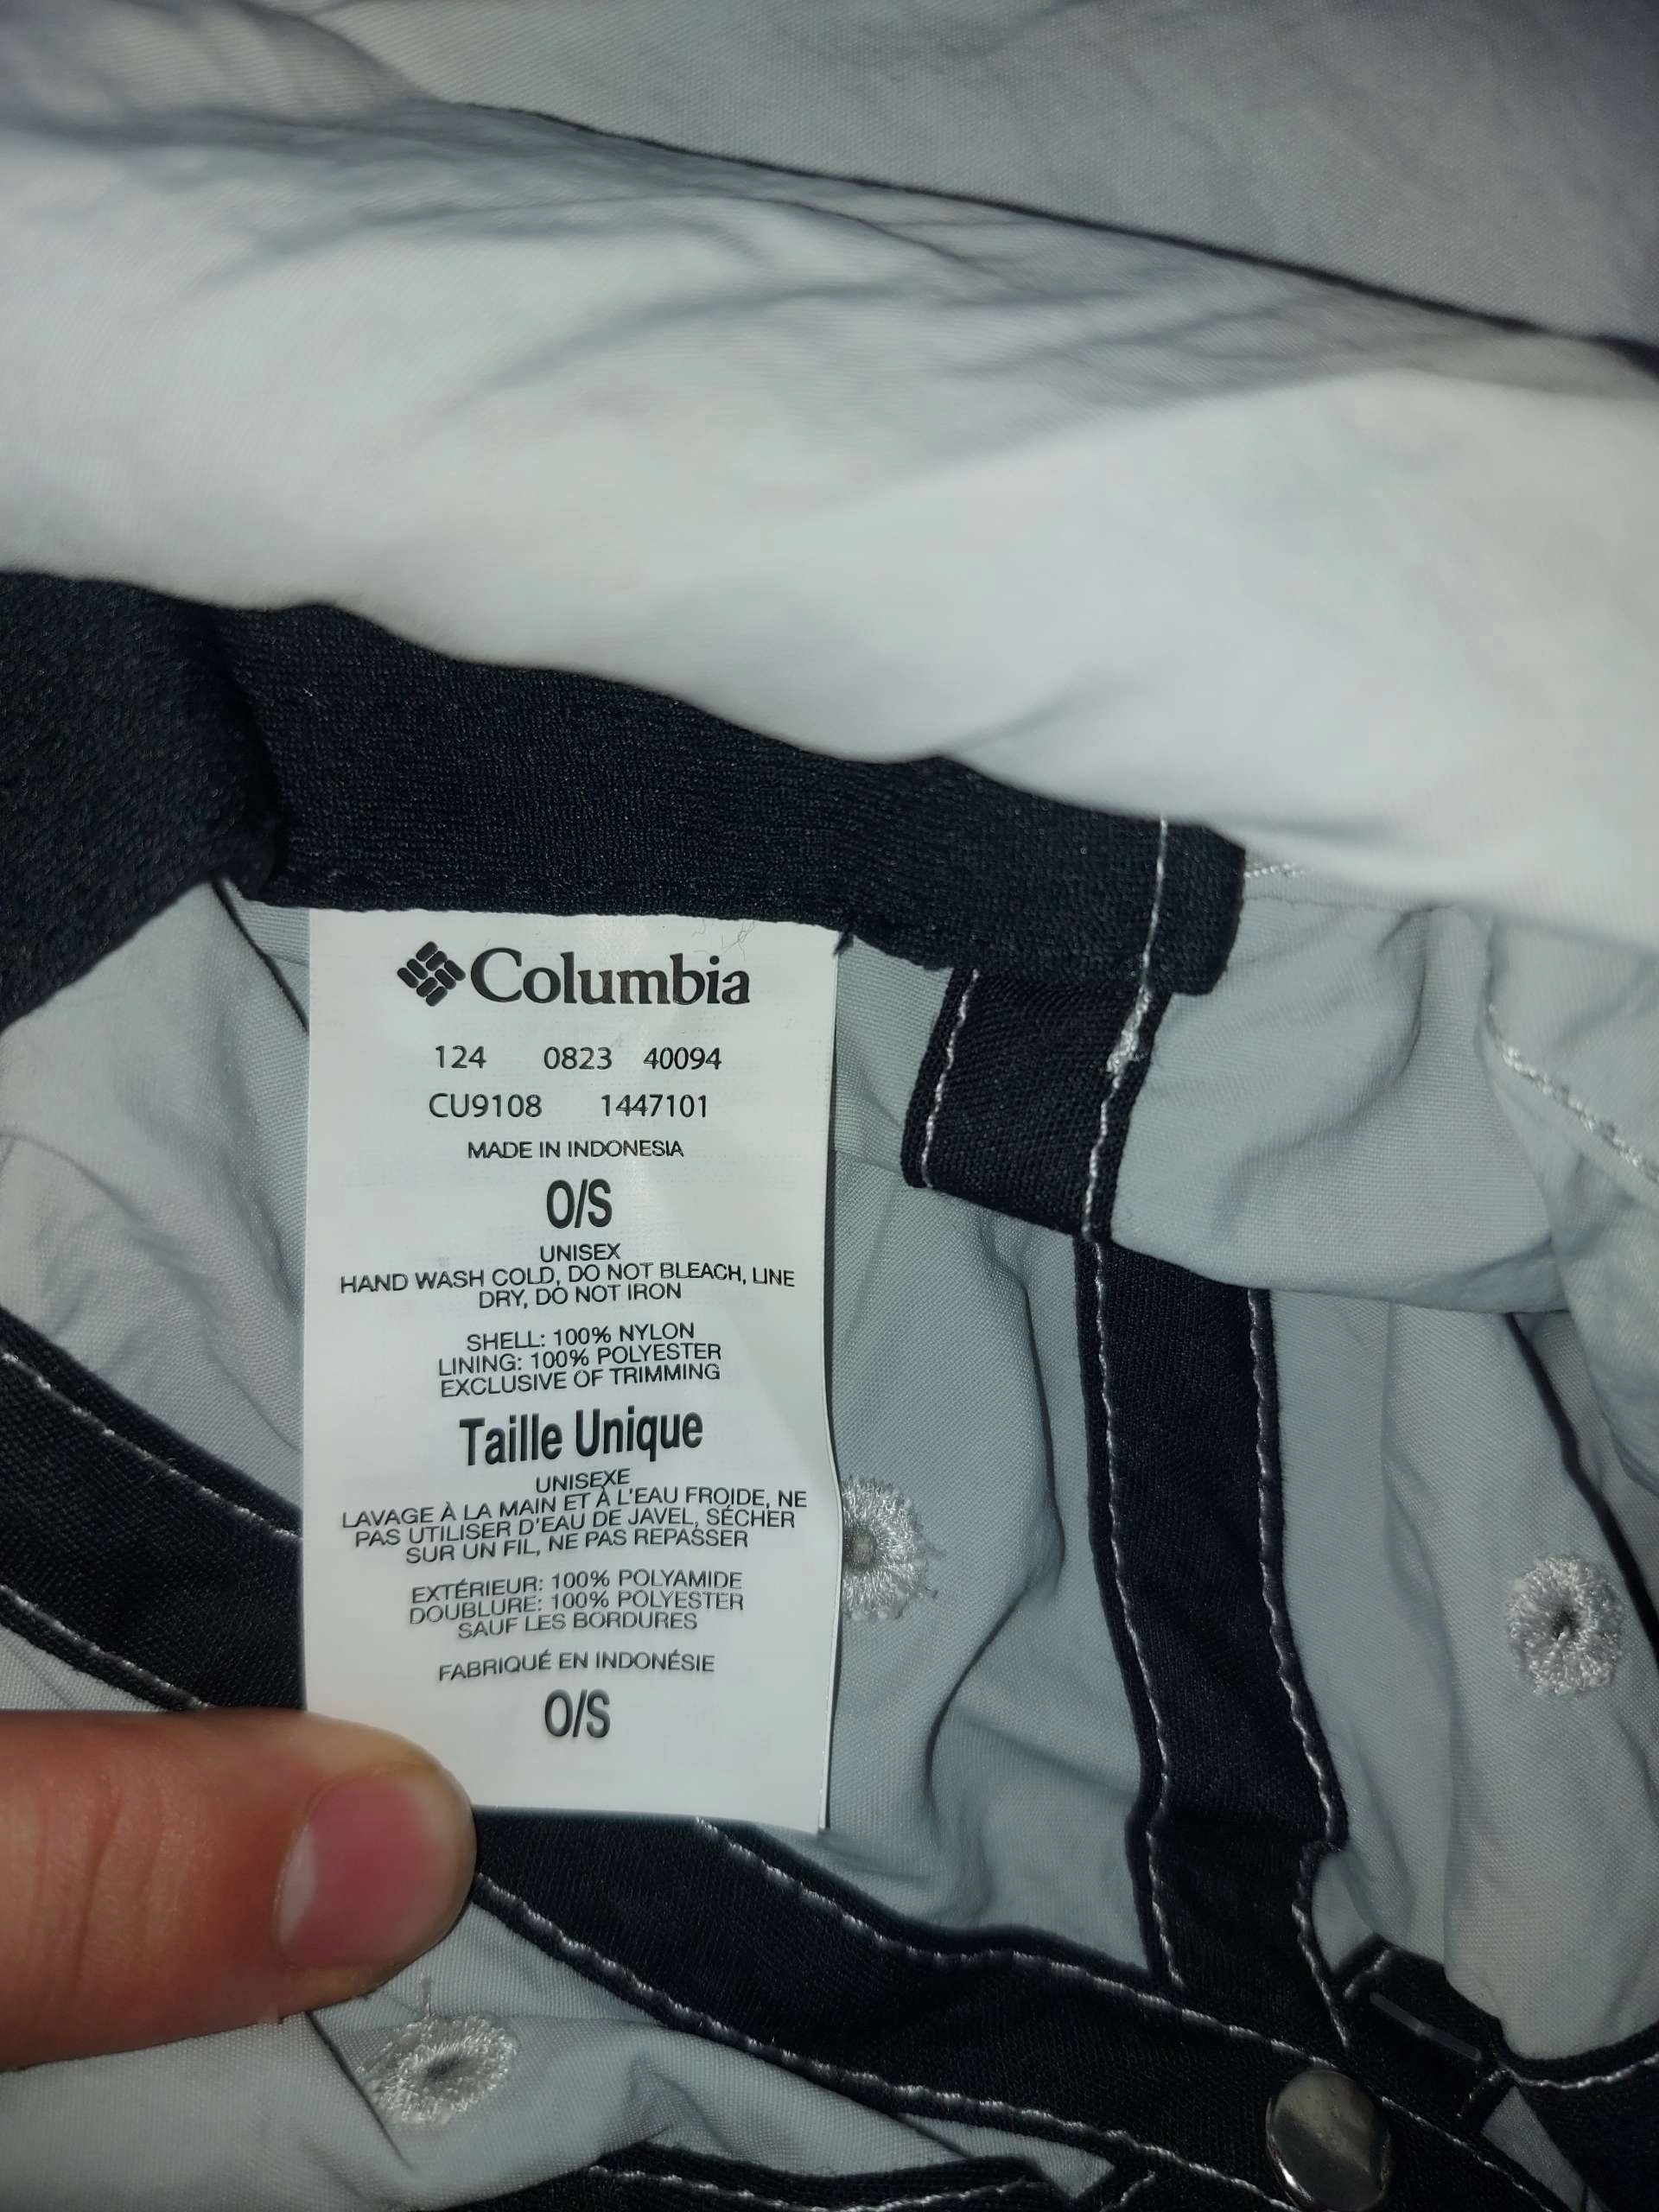 Columbia
124 0823 40094
CU9108 1447101
MADE IN INDONESIA
O/S
UNISEX
HAND WASH COLD, DO NOT BLEACH, LINE
DRY, DO NOT IRON
SHELL: 100% NYLON
LINING: 100% POLYESTER
EXCLUSIVE OF TRIMMING
Taille Unique
UNISEXE
LAVAGE À LA MAIN ET À L'EAU FROIDE, NE
PAS UTILISER D'EAU DE JAVEL, SÉCHER
SUR UN FIL, NE PAS REPASSER
EXTÉRIEUR: 100% POLYAMIDE
DOUBLURE: 100% POLYESTER
SAUF LES BORDURES
FABRIQUÉ EN INDONÉSIE
O/S